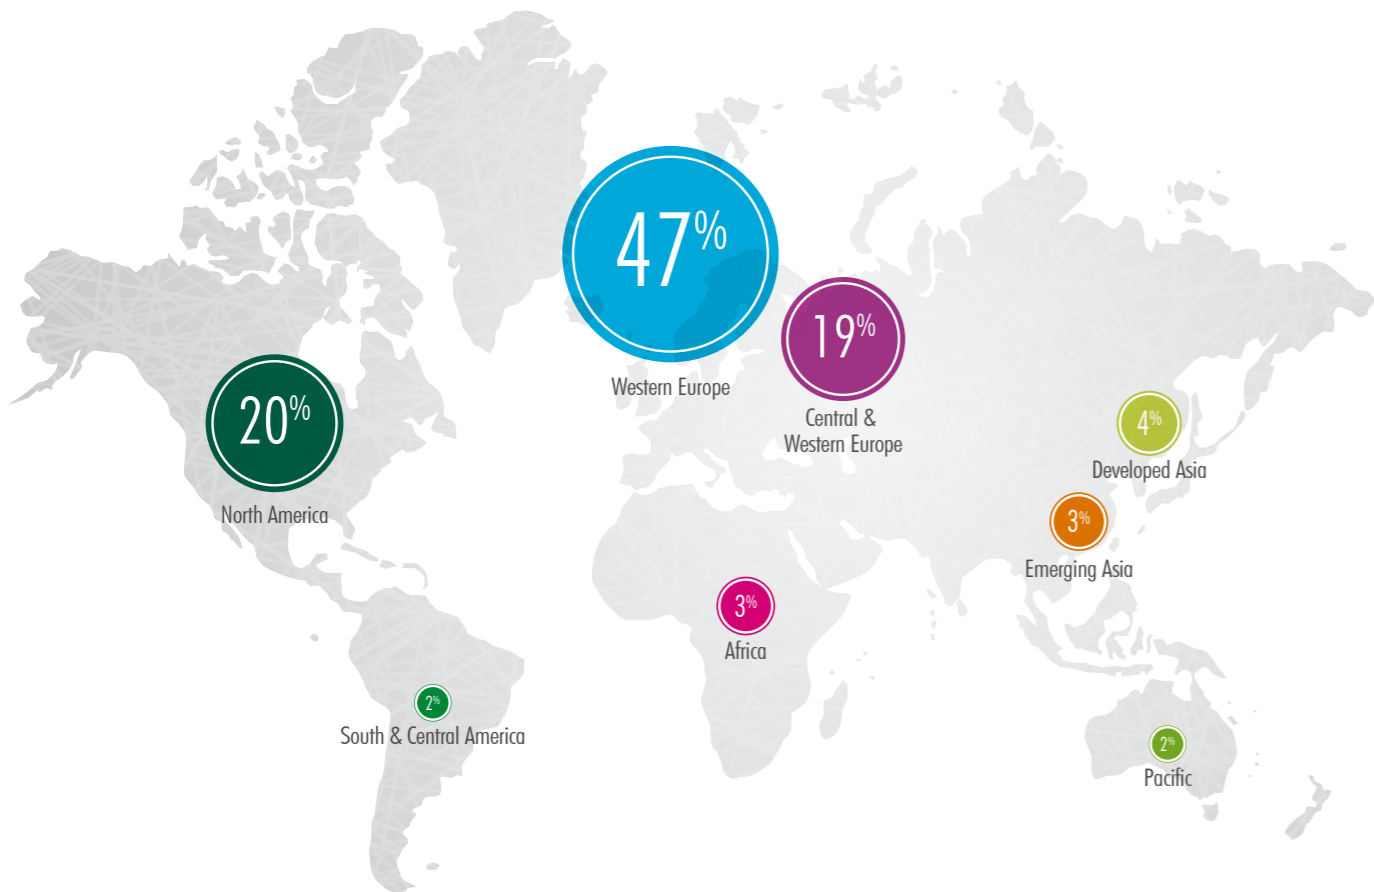 47%
Western Europe
19%
Central &
Western Europe
20%
North America
4%
Developed Asia
3%
Emerging Asia
3%
Africa
2%
South & Central America
2%
Pacific